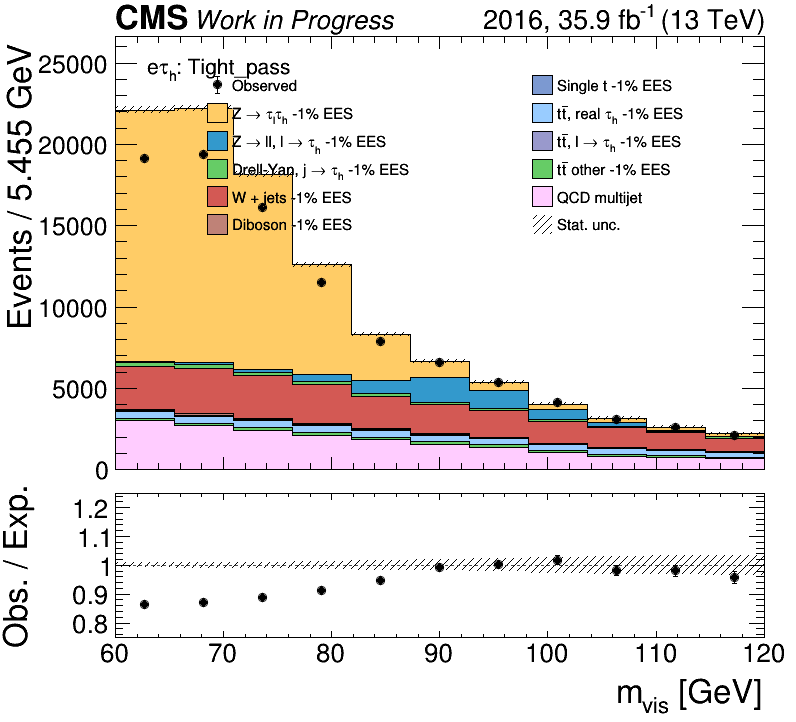 CMS Work in Progress 2016, 35.9 fb⁻¹ (13 TeV)
Events / 5.455 GeV
25000
20000
15000
10000
5000
0
eτh: Tight_pass
Observed
Z → τlτh -1% EES
Z → ll, l → τh -1% EES
Drell-Yan, j → τh -1% EES
W + jets -1% EES
Diboson -1% EES
Single t -1% EES
tt̄, real τh -1% EES
tt̄, l → τh -1% EES
tt̄ other -1% EES
QCD multijet
Stat. unc.
Obs. / Exp.
1.2
1.1
1
0.9
0.8
60 70 80 90 100 110 120
mvis [GeV]